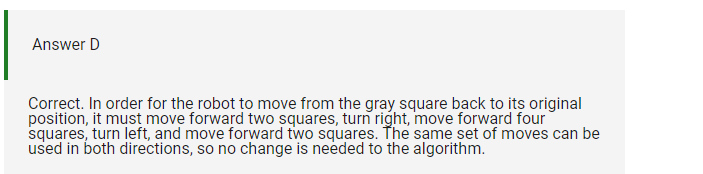 Answer D
Correct. In order for the robot to move from the gray square back to its original
position, it must move forward two squares, turn right, move forward four
squares, turn left, and move forward two squares. The same set of moves can be
used in both directions, so no change is needed to the algorithm.